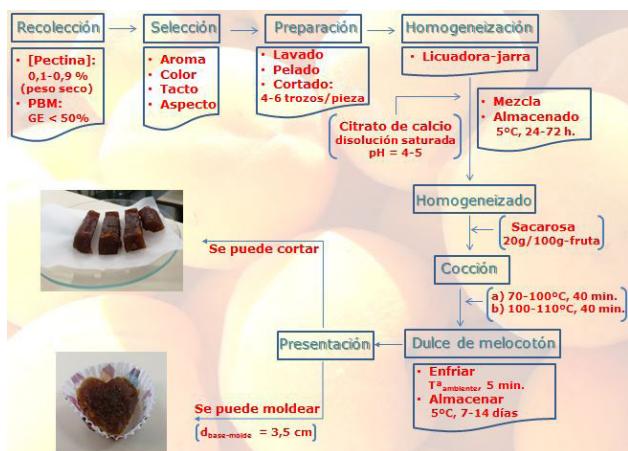 Recolección
• [Pectina]:
0,1-0,9 %
(peso seco)
• PBM:
GE < 50%
Selección
• Aroma
• Color
• Tacto
• Aspecto
Preparación
• Lavado
• Pelado
• Cortado:
4-6 trozos/pieza
Homogeneización
• Licuadora-jarra
Citrato de calcio
disolución saturada
pH = 4-5
• Mezcla
• Almacenado
5ºC, 24-72 h.
Homogeneizado
Sacarosa
20g/100g-fruta
Cocción
a) 70-100ºC, 40 min.
b) 100-110ºC, 40 min.
Dulce de melocotón
• Enfriar
Tª ambiente, 5 min.
• Almacenar
5ºC, 7-14 días
Presentación
Se puede cortar
Se puede moldear
(d base-molde = 3,5 cm)